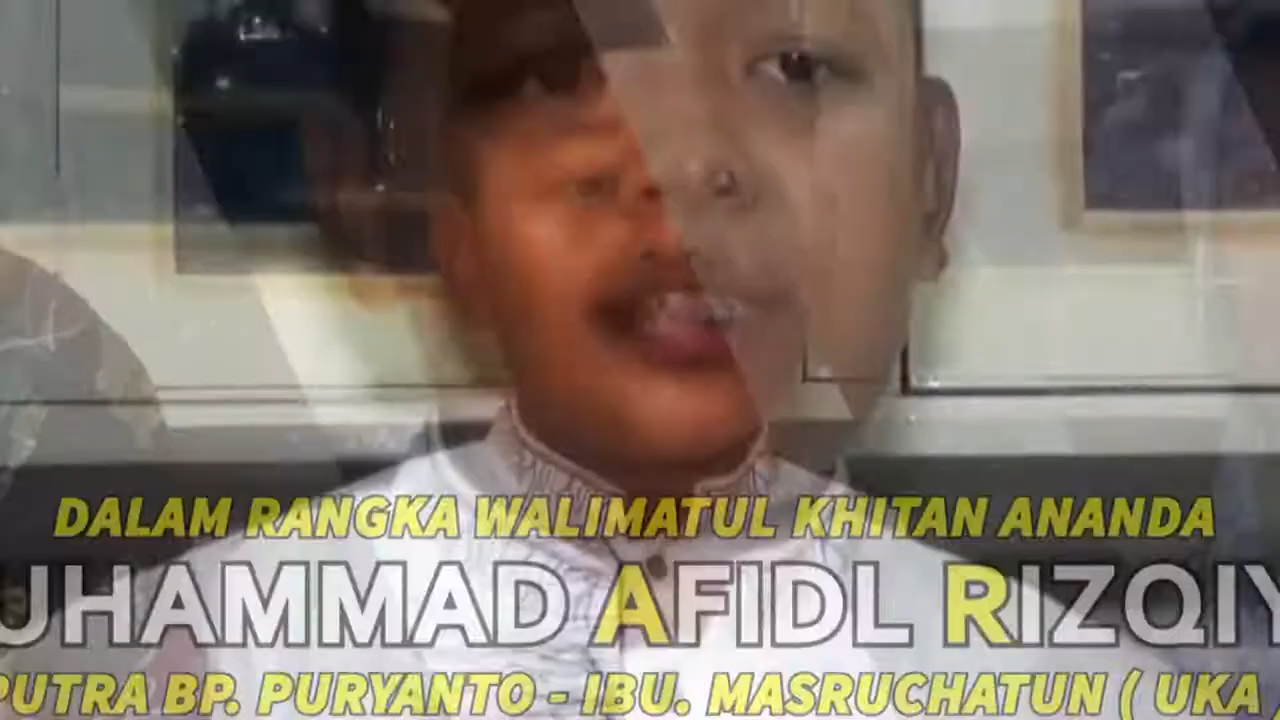 DALAM RANGKA WALIMATUL KHITAN ANANDA
UHAMMAD AFIDL RIZQIY
PUTRA BP. PURYANTO - IBU. MASRUCHATUN ( UKA